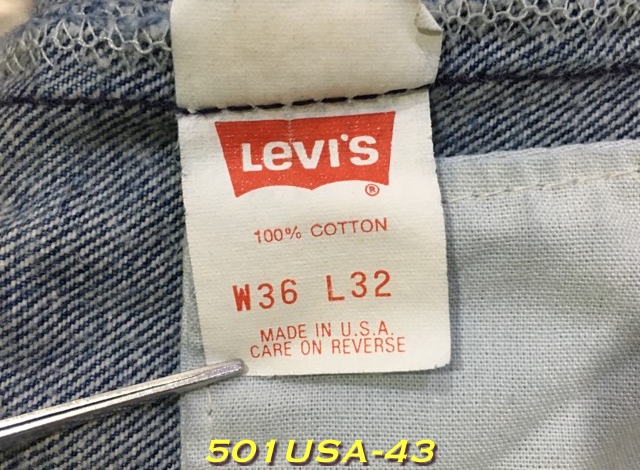 Levi's
®
100% COTTON
W36 L32
MADE IN U.S.A.
CARE ON REVERSE
501USA-43